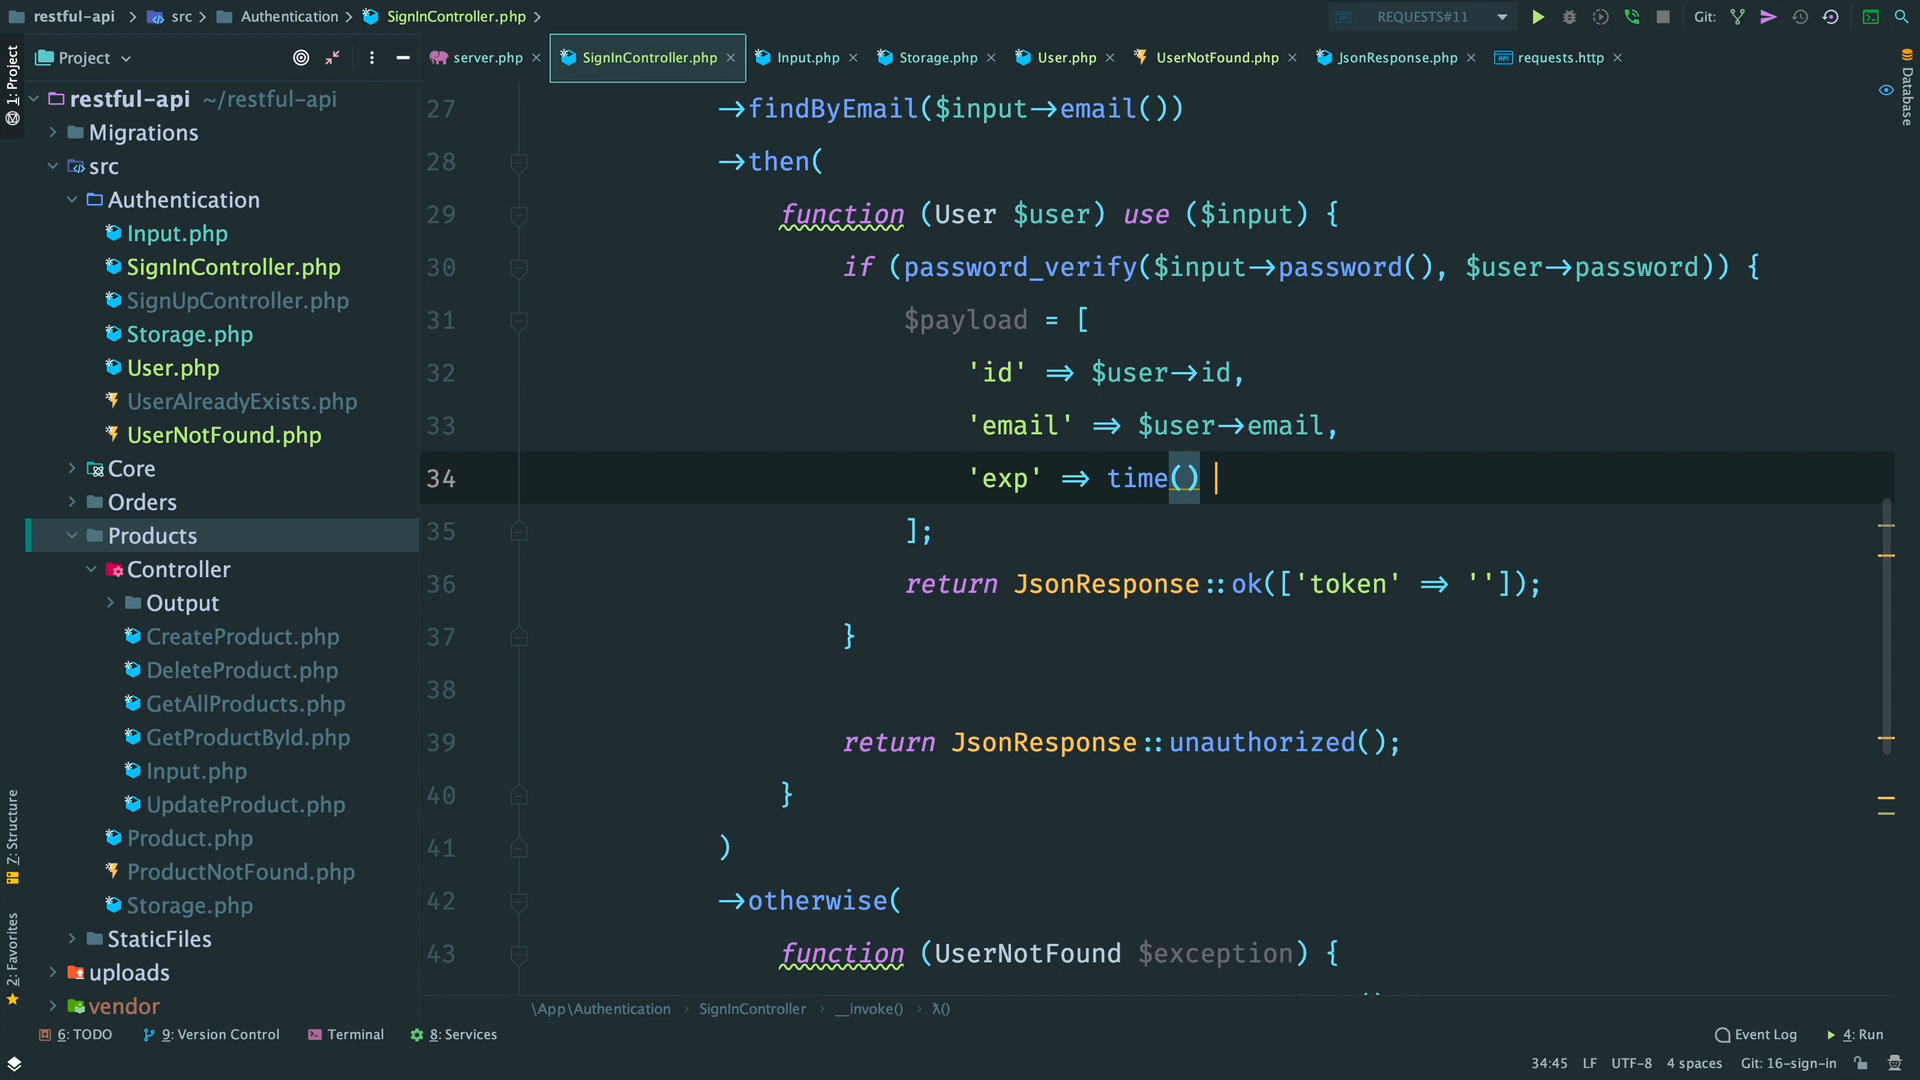 restful-api > src > Authentication > SignInController.php >
REQUESTS#11
Git:
1: Project
Project
server.php
SignInController.php
Input.php
Storage.php
User.php
UserNotFound.php
JsonResponse.php
requests.http
Database
restful-api ~/restful-api
Migrations
src
Authentication
Input.php
SignInController.php
SignUpController.php
Storage.php
User.php
UserAlreadyExists.php
UserNotFound.php
Core
Orders
Products
Controller
Output
CreateProduct.php
DeleteProduct.php
GetAllProducts.php
GetProductById.php
Input.php
UpdateProduct.php
Product.php
ProductNotFound.php
Storage.php
StaticFiles
uploads
vendor
Z: Structure
2: Favorites
27 ->findByEmail($input->email())
28 ->then(
29 function (User $user) use ($input) {
30 if (password_verify($input->password(), $user->password)) {
31 $payload = [
32 'id' => $user->id,
33 'email' => $user->email,
34 'exp' => time()
35 ];
36 return JsonResponse::ok(['token' => '']);
37 }
38
39 return JsonResponse::unauthorized();
40 }
41 )
42 ->otherwise(
43 function (UserNotFound $exception) {
\App\Authentication > SignInController > __invoke() > λ()
6: TODO
9: Version Control
Terminal
8: Services
Event Log
4: Run
34:45 LF UTF-8 4 spaces Git: 16-sign-in